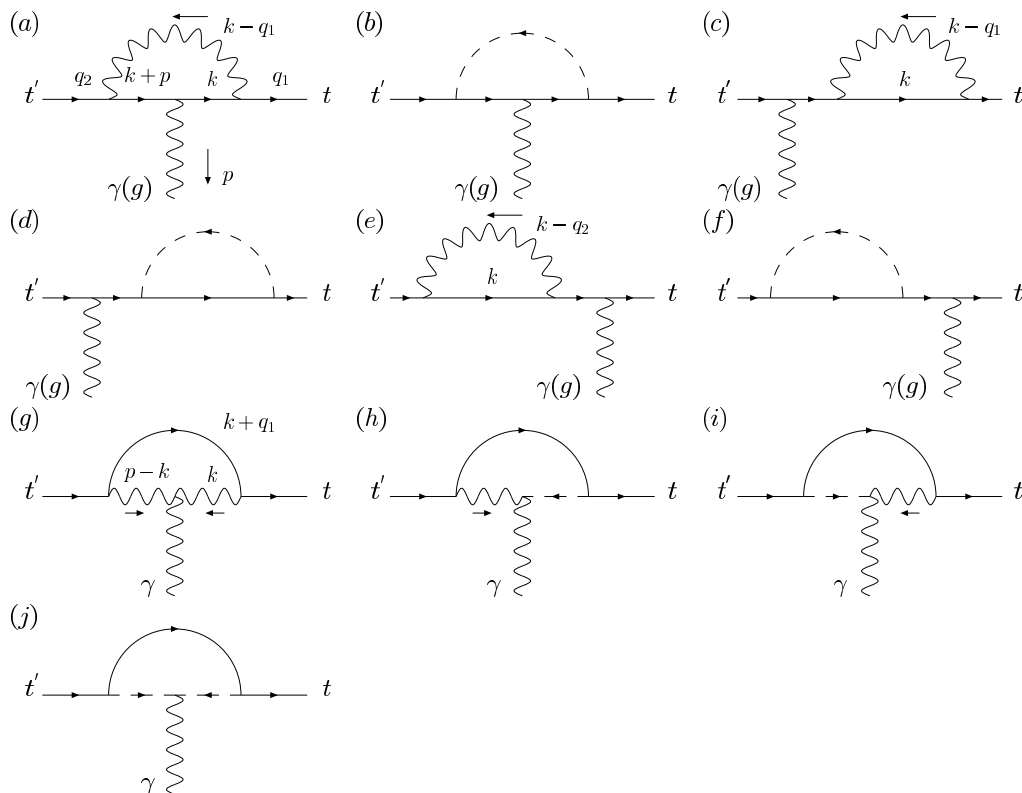 (a) k − q₁ (b) (c) k − q₁
q₂ k + p k q₁ k
t′ t t′ t t′ t
p
γ(g) γ(g) γ(g)
(d) (e) k − q₂ (f)
k
t′ t t′ t t′ t
γ(g) γ(g) γ(g)
(g) k + q₁ (h) (i)
p − k k
t′ t t′ t t′ t
γ γ γ
(j)
t′ t
γ